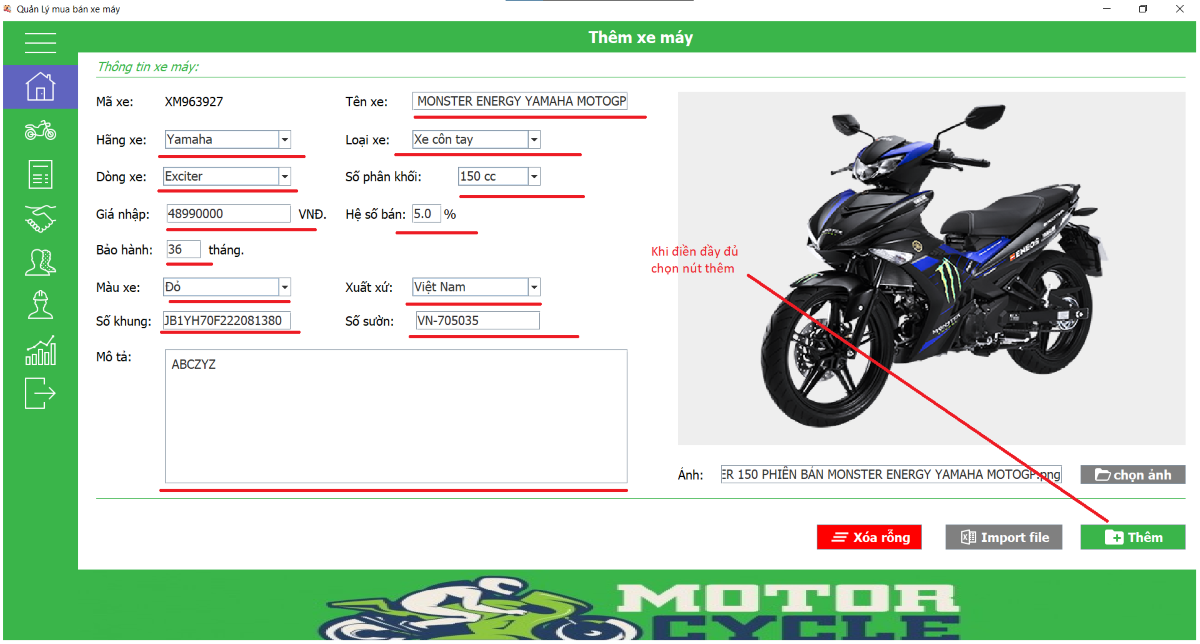 Quản Lý mua bán xe máy
Thêm xe máy
Thông tin xe máy:
Mã xe: XM963927 Tên xe: MONSTER ENERGY YAMAHA MOTOGP
Hãng xe: Yamaha Loại xe: Xe côn tay
Dòng xe: Exciter Số phân khối: 150 cc
Giá nhập: 48990000 VNĐ. Hệ số bán: 5.0 %
Bảo hành: 36 tháng.
Khi điền đầy đủ
chọn nút thêm
Màu xe: Đỏ Xuất xứ: Việt Nam
Số khung: JB1YH70F222081380 Số sườn: VN-705035
Mô tả: ABCZYZ
Ảnh: ER 150 PHIÊN BẢN MONSTER ENERGY YAMAHA MOTOGP.png chọn ảnh
Xóa rỗng Import file Thêm
MOTOR
CYCLE